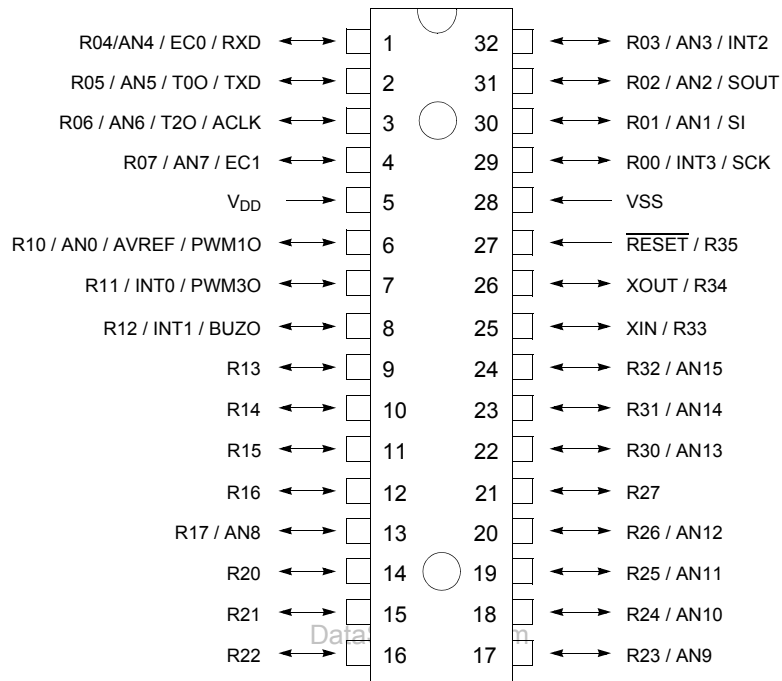 R04/AN4 / EC0 / RXD 1 32 R03 / AN3 / INT2
R05 / AN5 / T0O / TXD 2 31 R02 / AN2 / SOUT
R06 / AN6 / T2O / ACLK 3 30 R01 / AN1 / SI
R07 / AN7 / EC1 4 29 R00 / INT3 / SCK
VDD 5 28 VSS
R10 / AN0 / AVREF / PWM1O 6 27 RESET / R35
R11 / INT0 / PWM3O 7 26 XOUT / R34
R12 / INT1 / BUZO 8 25 XIN / R33
R13 9 24 R32 / AN15
R14 10 23 R31 / AN14
R15 11 22 R30 / AN13
R16 12 21 R27
R17 / AN8 13 20 R26 / AN12
R20 14 19 R25 / AN11
R21 15 18 R24 / AN10
R22 16 17 R23 / AN9